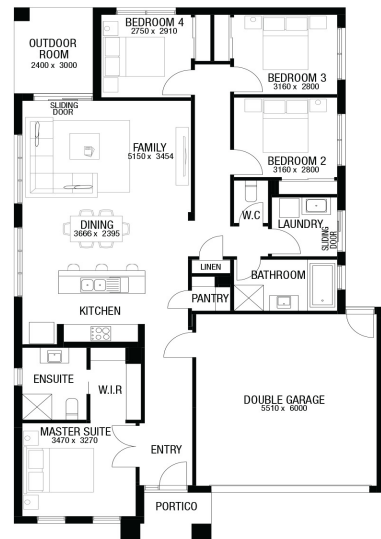 BEDROOM 4
2750 x 2910
OUTDOOR
ROOM
2400 x 3000
BEDROOM 3
3160 x 2800
SLIDING
DOOR
FAMILY
5150 x 3454
BEDROOM 2
3160 x 2800
W.C
LAUNDRY
SLIDING
DOOR
DINING
3666 x 2395
LINEN
BATHROOM
PANTRY
KITCHEN
ENSUITE
W.I.R
DOUBLE GARAGE
5510 x 6000
MASTER SUITE
3470 x 3270
ENTRY
PORTICO